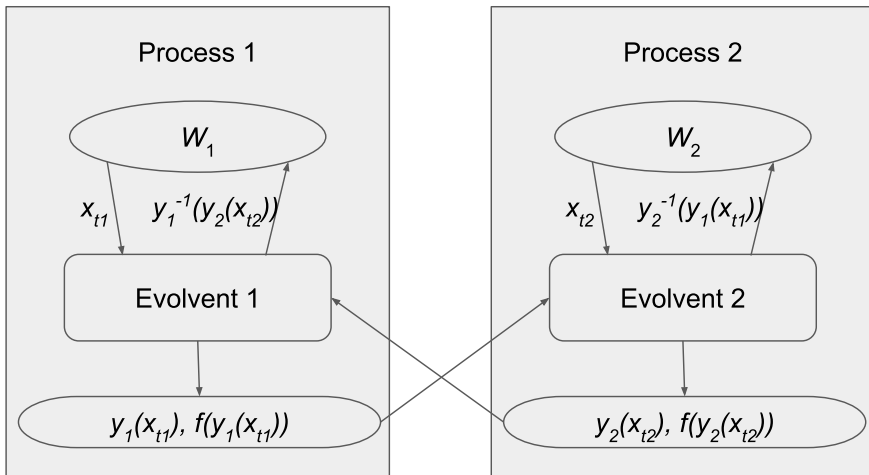 Process 1
W₁
xₜ₁ y₁⁻¹(y₂(xₜ₂))
Evolvent 1
y₁(xₜ₁), f(y₁(xₜ₁))
Process 2
W₂
xₜ₂ y₂⁻¹(y₁(xₜ₁))
Evolvent 2
y₂(xₜ₂), f(y₂(xₜ₂))